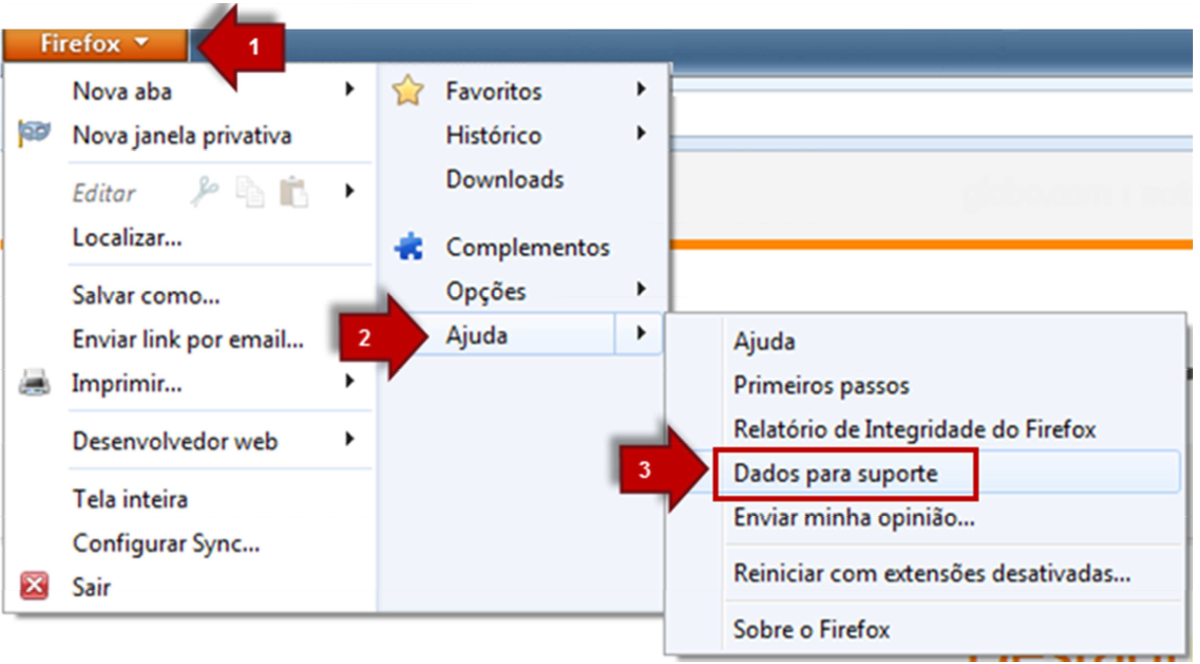 Firefox
1
Nova aba
Nova janela privativa
Editar
Localizar...
Salvar como...
Enviar link por email...
Imprimir...
Desenvolvedor web
Tela inteira
Configurar Sync...
Sair
Favoritos
Histórico
Downloads
Complementos
Opções
2
Ajuda
Ajuda
Primeiros passos
Relatório de Integridade do Firefox
3
Dados para suporte
Enviar minha opinião...
Reiniciar com extensões desativadas...
Sobre o Firefox
globo.com